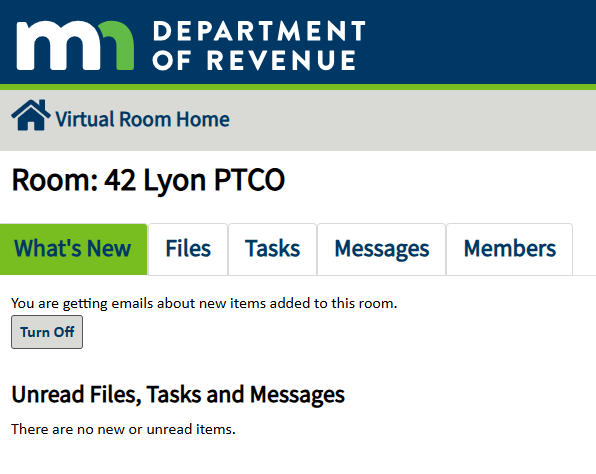 mn DEPARTMENT
OF REVENUE
Virtual Room Home
Room: 42 Lyon PTCO
What's New Files Tasks Messages Members
You are getting emails about new items added to this room.
Turn Off
Unread Files, Tasks and Messages
There are no new or unread items.